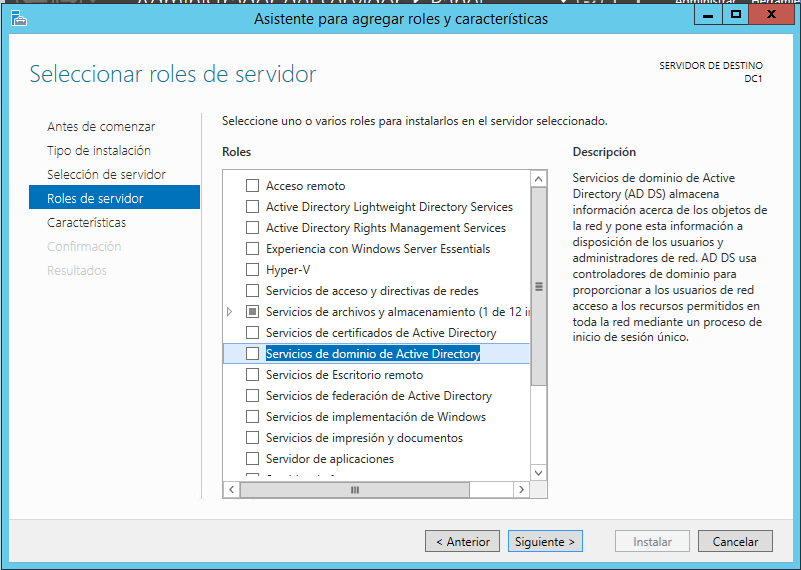 Asistente para agregar roles y características
Seleccionar roles de servidor
SERVIDOR DE DESTINO
DC1
Antes de comenzar
Tipo de instalación
Selección de servidor
Roles de servidor
Características
Confirmación
Resultados
Seleccione uno o varios roles para instalarlos en el servidor seleccionado.
Roles
Acceso remoto
Active Directory Lightweight Directory Services
Active Directory Rights Management Services
Experiencia con Windows Server Essentials
Hyper-V
Servicios de acceso y directivas de redes
Servicios de archivos y almacenamiento (1 de 12 i
Servicios de certificados de Active Directory
Servicios de dominio de Active Directory
Servicios de Escritorio remoto
Servicios de federación de Active Directory
Servicios de implementación de Windows
Servicios de impresión y documentos
Servidor de aplicaciones
Descripción
Servicios de dominio de Active
Directory (AD DS) almacena
información acerca de los objetos de
la red y pone esta información a
disposición de los usuarios y
administradores de red. AD DS usa
controladores de dominio para
proporcionar a los usuarios de red
acceso a los recursos permitidos en
toda la red mediante un proceso de
inicio de sesión único.
< Anterior
Siguiente >
Instalar
Cancelar